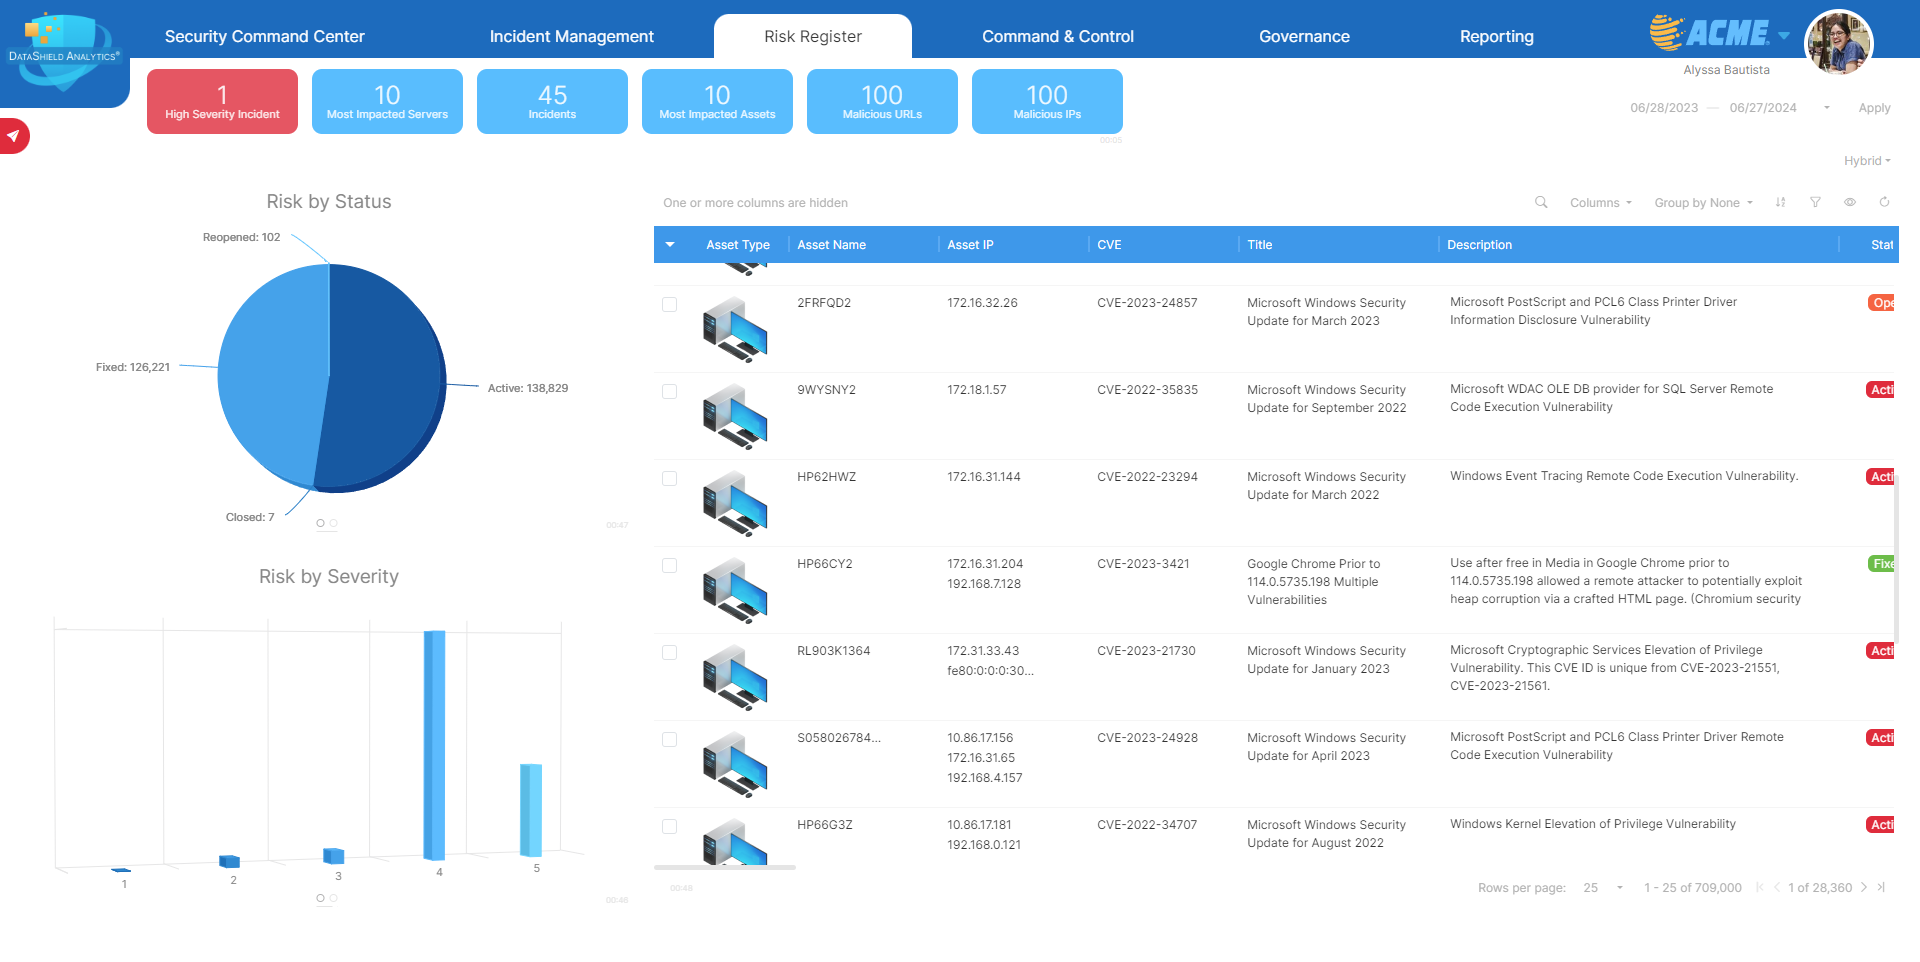 Security Command Center
Incident Management
Risk Register
Command & Control
Governance
Reporting
ACME
DATASHIELD ANALYTICS®
Alyssa Bautista
1
High Severity Incident
10
Most Impacted Servers
45
Incidents
10
Most Impacted Assets
100
Malicious URLs
100
Malicious IPs
00:05
06/28/2023 — 06/27/2024
Apply
Hybrid
Risk by Status
Reopened: 102
Fixed: 126,221
Active: 138,829
Closed: 7
00:47
Risk by Severity
1
2
3
4
5
00:48
One or more columns are hidden
Columns
Group by None
Asset Type Asset Name Asset IP CVE Title Description Stat
2FRFQD2 172.16.32.26 CVE-2023-24857 Microsoft Windows Security Microsoft PostScript and PCL6 Class Printer Driver Ope
Update for March 2023 Information Disclosure Vulnerability
9WYSNY2 172.18.1.57 CVE-2022-35835 Microsoft Windows Security Microsoft WDAC OLE DB provider for SQL Server Remote Acti
Update for September 2022 Code Execution Vulnerability
HP62HWZ 172.16.31.144 CVE-2022-23294 Microsoft Windows Security Windows Event Tracing Remote Code Execution Vulnerability. Acti
Update for March 2022
HP66CY2 172.16.31.204 CVE-2023-3421 Google Chrome Prior to Use after free in Media in Google Chrome prior to Fixe
192.168.7.128 114.0.5735.198 Multiple 114.0.5735.198 allowed a remote attacker to potentially exploit
Vulnerabilities heap corruption via a crafted HTML page. (Chromium security
RL903K1364 172.31.33.43 CVE-2023-21730 Microsoft Windows Security Microsoft Cryptographic Services Elevation of Privilege Acti
fe80:0:0:0:30... Update for January 2023 Vulnerability. This CVE ID is unique from CVE-2023-21551,
CVE-2023-21561.
S058026784... 10.86.17.156 CVE-2023-24928 Microsoft Windows Security Microsoft PostScript and PCL6 Class Printer Driver Remote Acti
172.16.31.65 Update for April 2023 Code Execution Vulnerability
192.168.4.157
HP66G3Z 10.86.17.181 CVE-2022-34707 Microsoft Windows Security Windows Kernel Elevation of Privilege Vulnerability Acti
192.168.0.121 Update for August 2022
00:48
Rows per page: 25 1 - 25 of 709,000 1 of 28,360